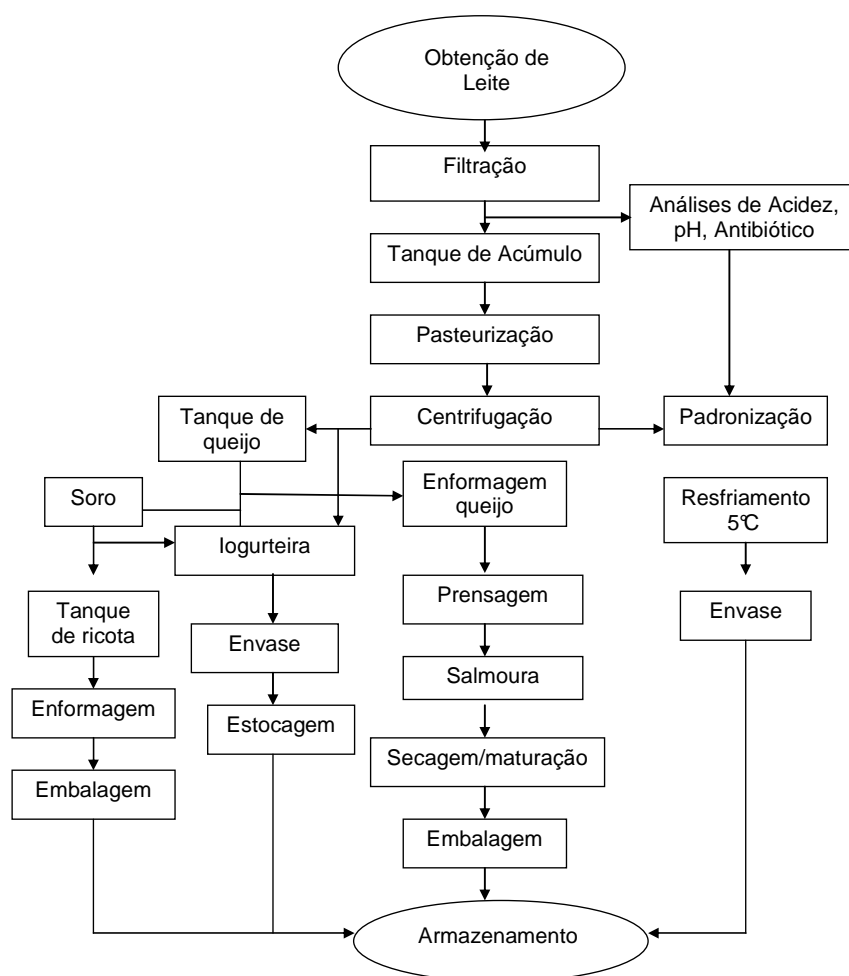 Obtenção de
Leite
Filtração
Análises de Acidez,
pH, Antibiótico
Tanque de Acúmulo
Pasteurização
Tanque de
queijo
Centrifugação
Padronização
Soro
Enformagem
queijo
Resfriamento
5°C
Iogurteira
Tanque
de ricota
Envase
Prensagem
Envase
Enformagem
Estocagem
Salmoura
Embalagem
Secagem/maturação
Embalagem
Armazenamento